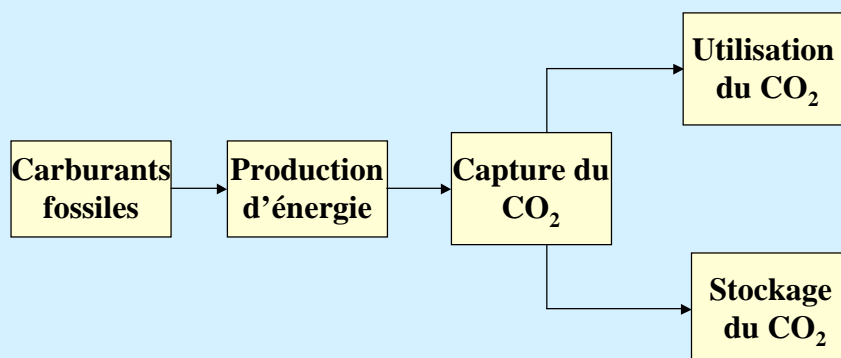 Utilisation
du CO₂
Carburants
fossiles
Production
d’énergie
Capture du
CO₂
Stockage
du CO₂